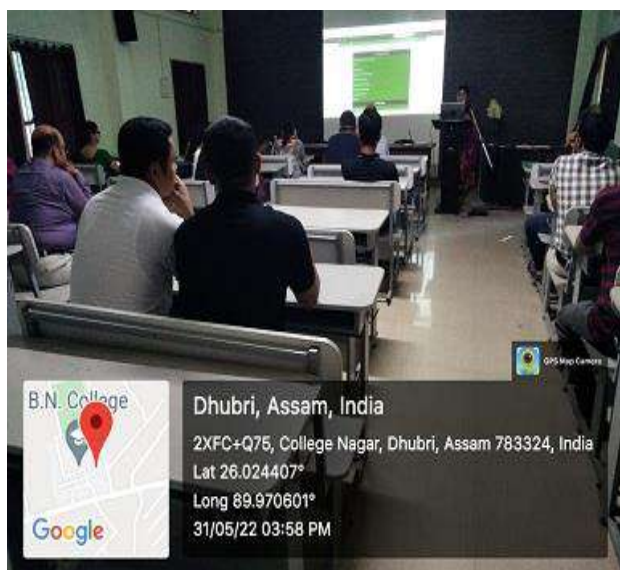 GPS Map Camera
B.N. College
Google
Dhubri, Assam, India
2XFC+Q75, College Nagar, Dhubri, Assam 783324, India
Lat 26.024407°
Long 89.970601°
31/05/22 03:58 PM